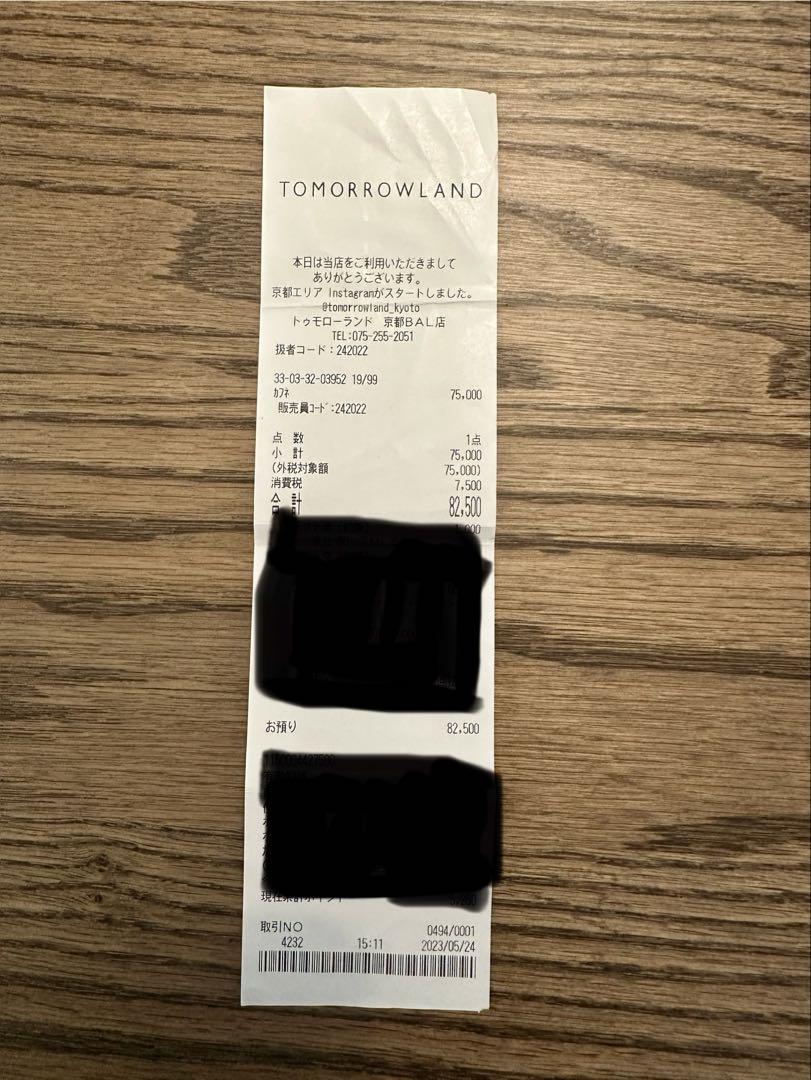 TOMORROWLAND
本日は当店をご利用いただきまして
ありがとうございます。
京都エリア Instagramがスタートしました。
@tomorrowland_kyoto
トゥモローランド 京都BAL店
TEL:075-255-2051
扱者コード:242022
33-03-32-03952 19/99
ｶﾌﾈ 75,000
販売員ｺｰﾄﾞ:242022
点 数 1点
小 計 75,000
(外税対象額 75,000)
消費税 7,500
合 計 82,500
お預り 82,500
取引NO 0494/0001
4232 15:11 2023/05/24